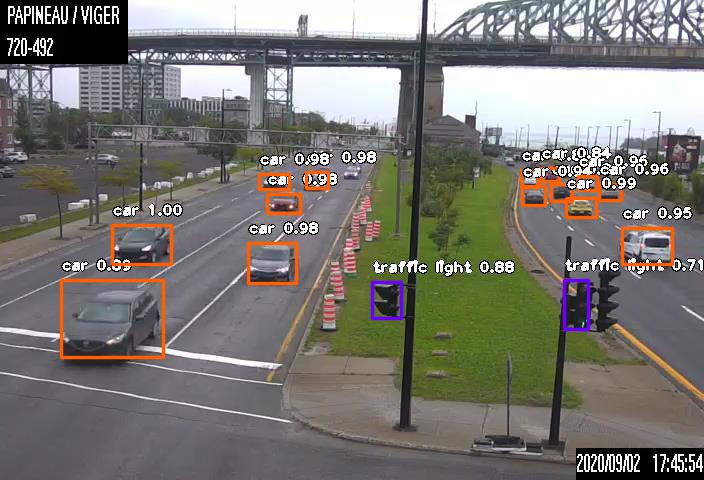 PAPINEAU / VIGER
720-492
car 0.98
0.98
car 0.98
car 1.00
car 0.98
car 0.89
traffic light 0.88
traffic light 0.71
0.84
0.96
car 0.96
car 0.99
car 0.95
2020/09/02 17:45:54